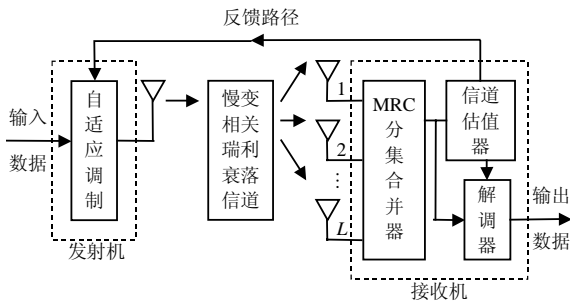 反馈路径
输入
数据
自
适
应
调
制
发射机
慢变
相关
瑞利
衰落
信道
1
2
⋮
L
MRC
分
集
合
并
器
信道
估值
器
解
调
器
输出
数据
接收机